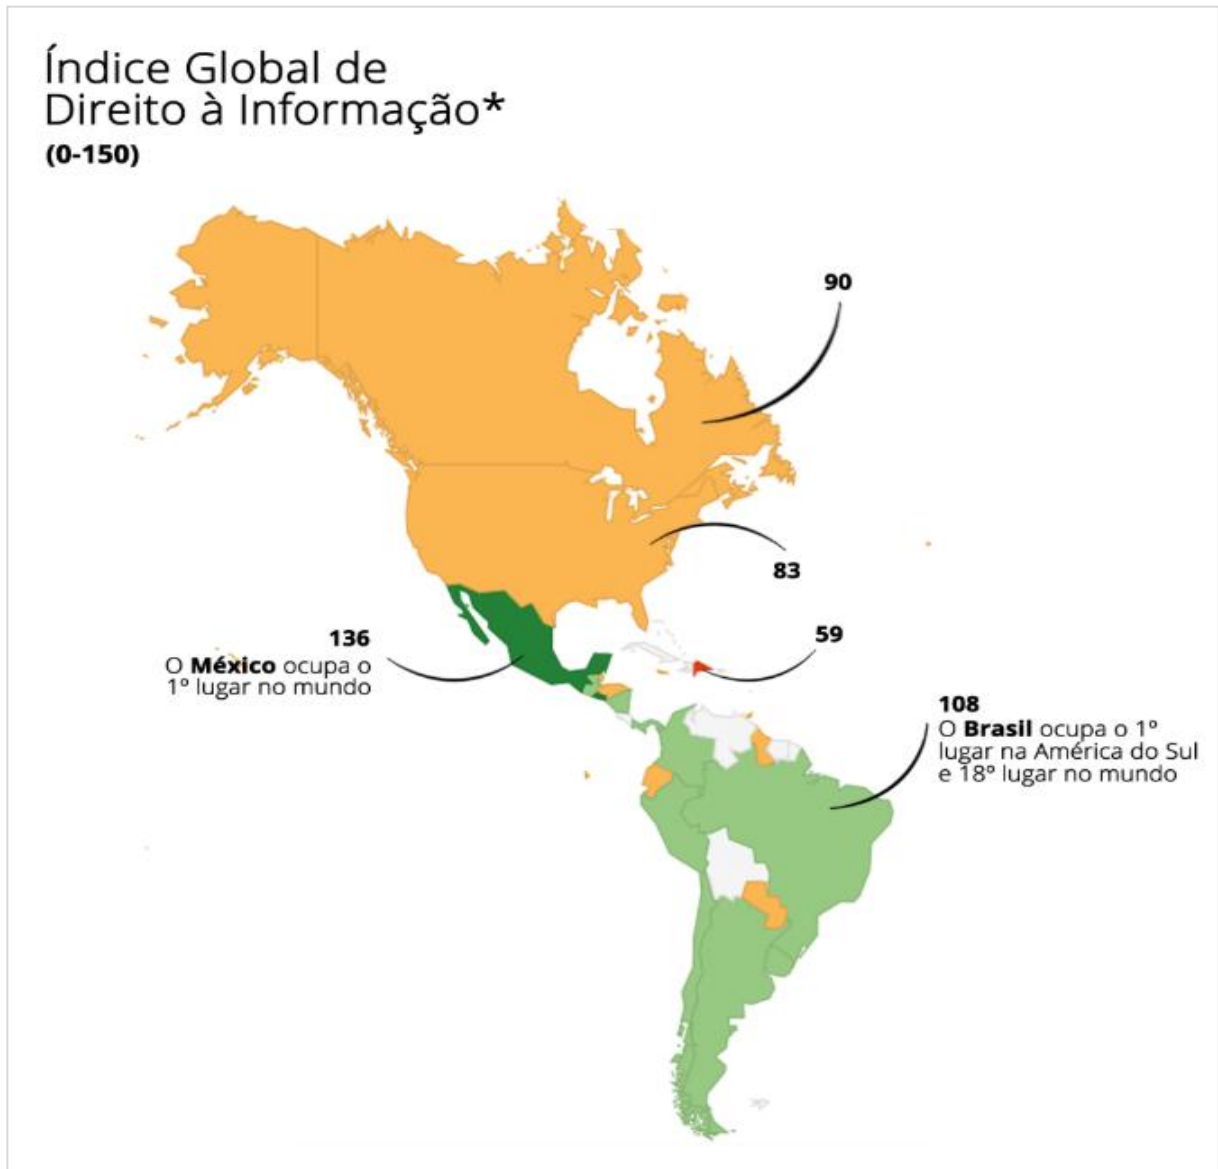 Índice Global de
Direito à Informação*
(0-150)
90
83
59
136
O México ocupa o
1º lugar no mundo
108
O Brasil ocupa o 1º
lugar na América do Sul
e 18º lugar no mundo